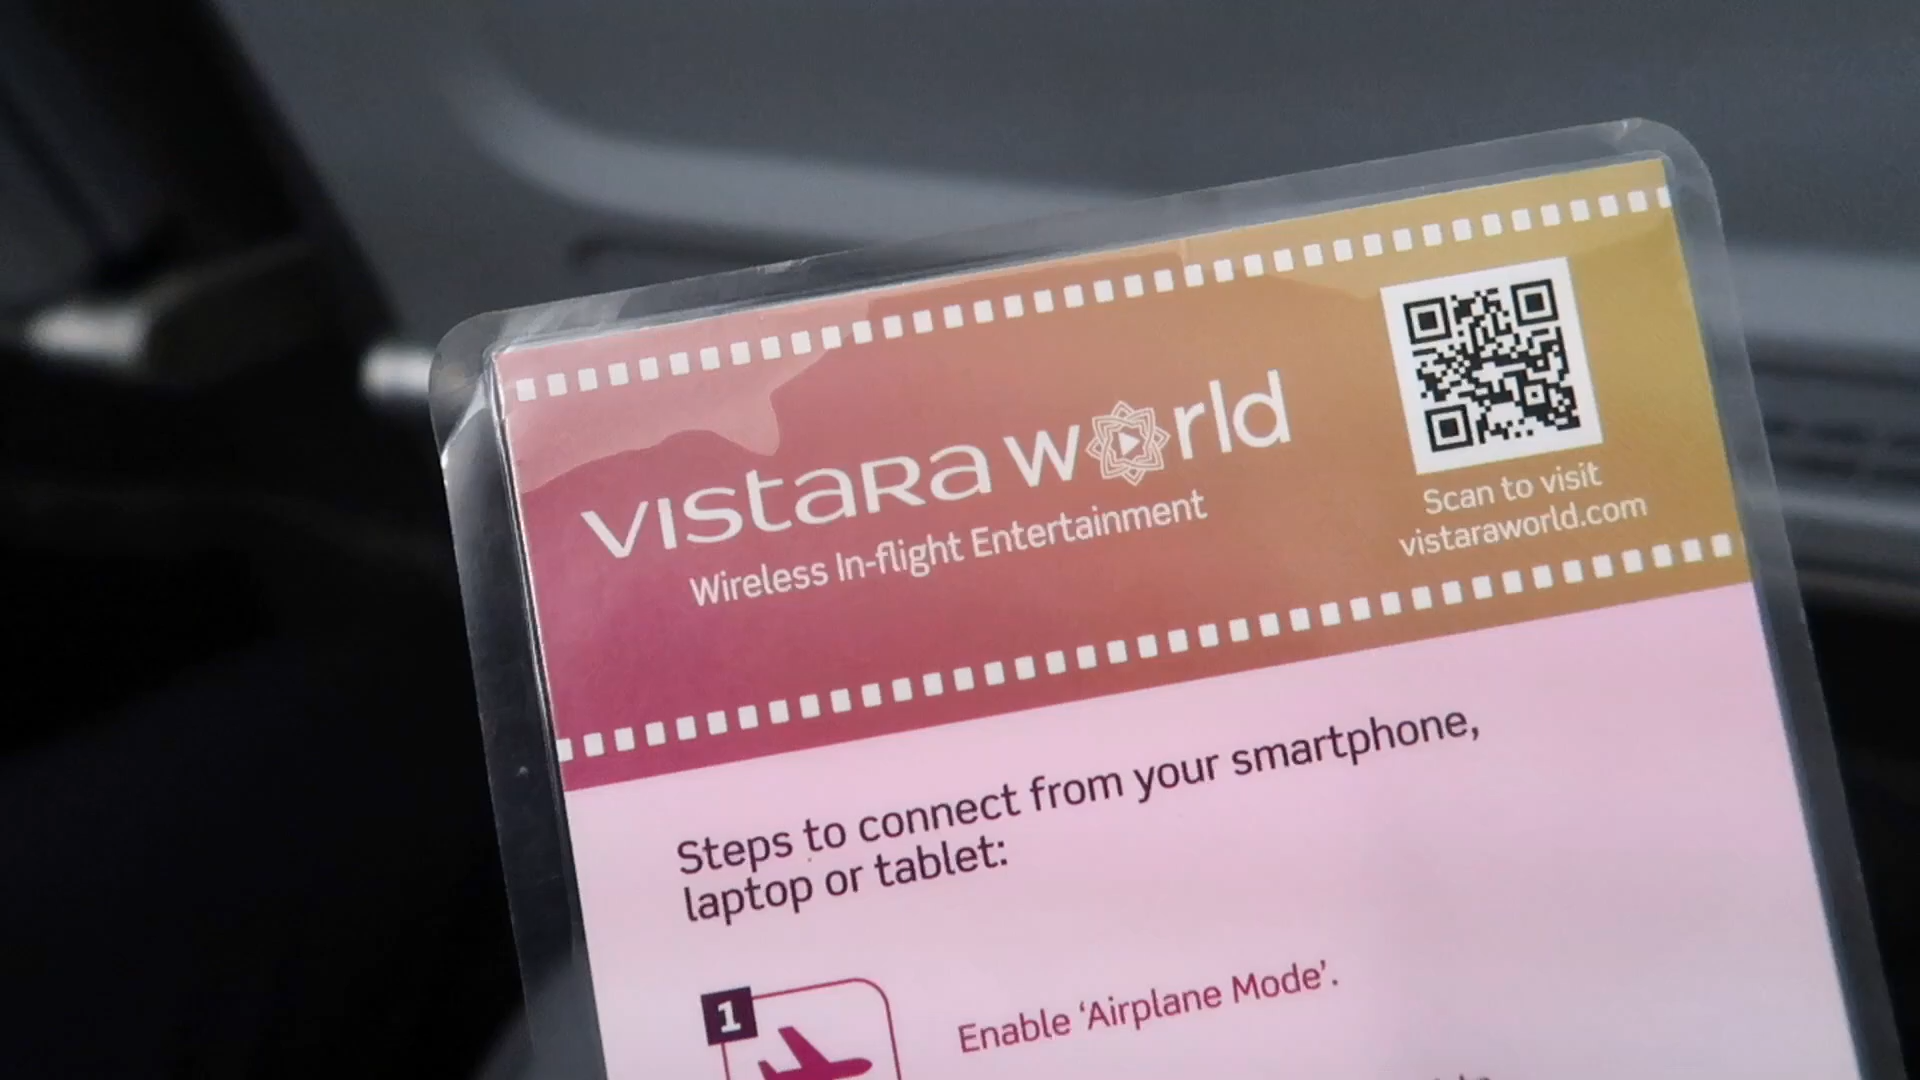 VISTARA World
Wireless In-flight Entertainment
Scan to visit
vistaraworld.com
Steps to connect from your smartphone,
laptop or tablet:
1
Enable ‘Airplane Mode’.